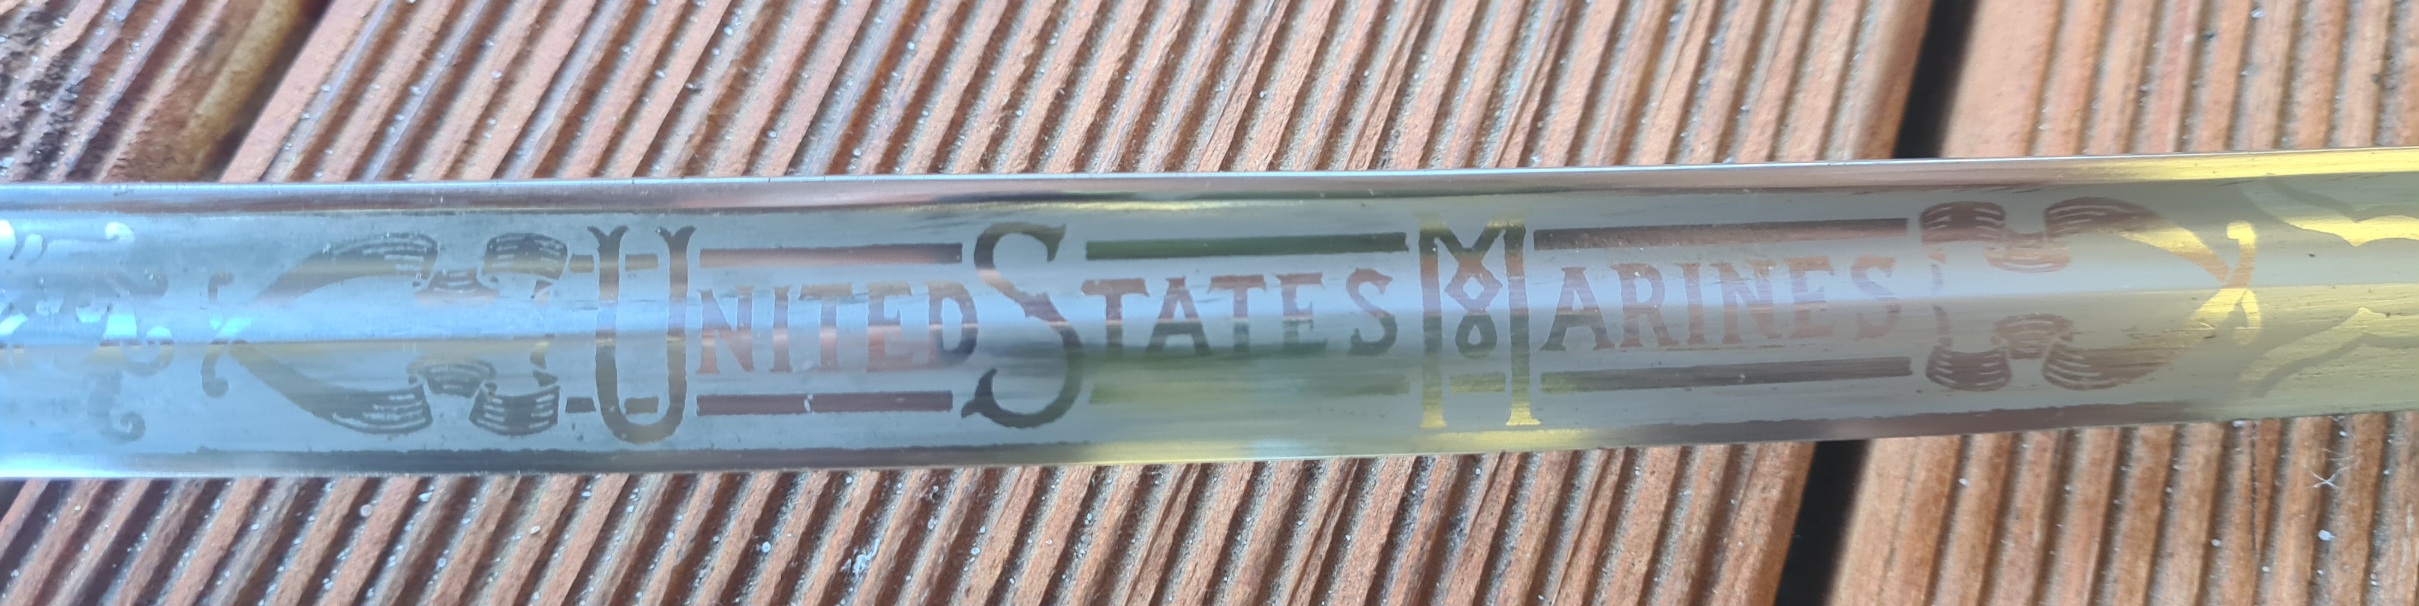 UNITED STATES MARINES